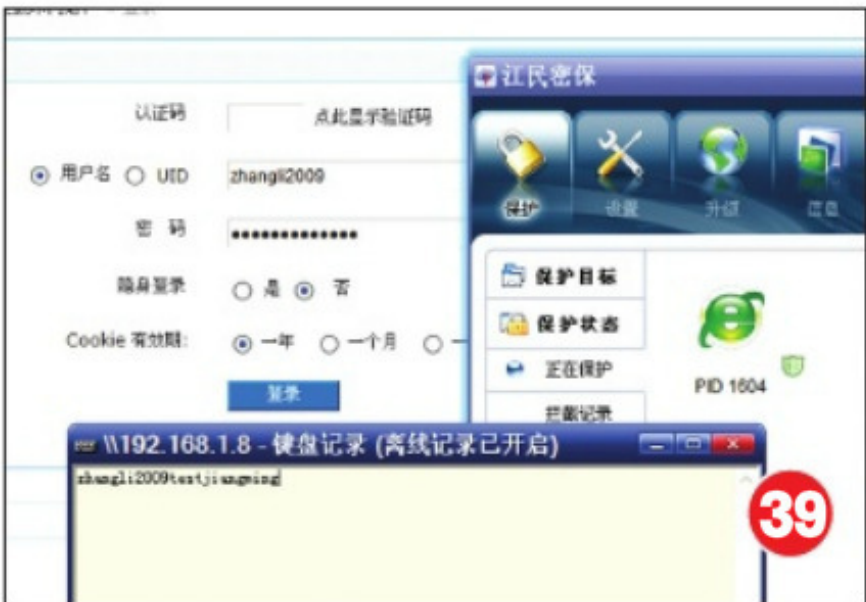 认证码 点此显示验证码
用户名 UID zhangli2009
密 码 •••••••••••••
隐身登录 是 否
Cookie 有效期: 一年 一个月 一
登录
江民密保
保护 设置 升级 信息
保护目标
保护状态
正在保护
拦截记录
PID 1604
\\192.168.1.8 - 键盘记录 (离线记录已开启)
zhangli2009testjiangming
39